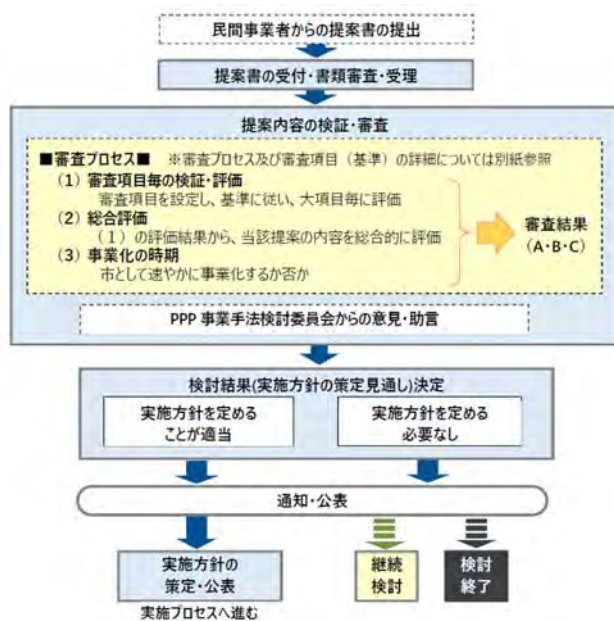 民間事業者からの提案書の提出
提案書の受付・書類審査・受理
提案内容の検証・審査
■審査プロセス■ ※審査プロセス及び審査項目（基準）の詳細については別紙参照
（1）審査項目毎の検証・評価
審査項目を設定し、基準に従い、大項目毎に評価
（2）総合評価
（１）の評価結果から、当該提案の内容を総合的に評価
（3）事業化の時期
市として速やかに事業化するか否か
審査結果
（A・B・C）
PPP 事業手法検討委員会からの意見・助言
検討結果(実施方針の策定見通し)決定
実施方針を定める
ことが適当
実施方針を定める
必要なし
通知・公表
実施方針の
策定・公表
継続
検討
検討
終了
実施プロセスへ進む